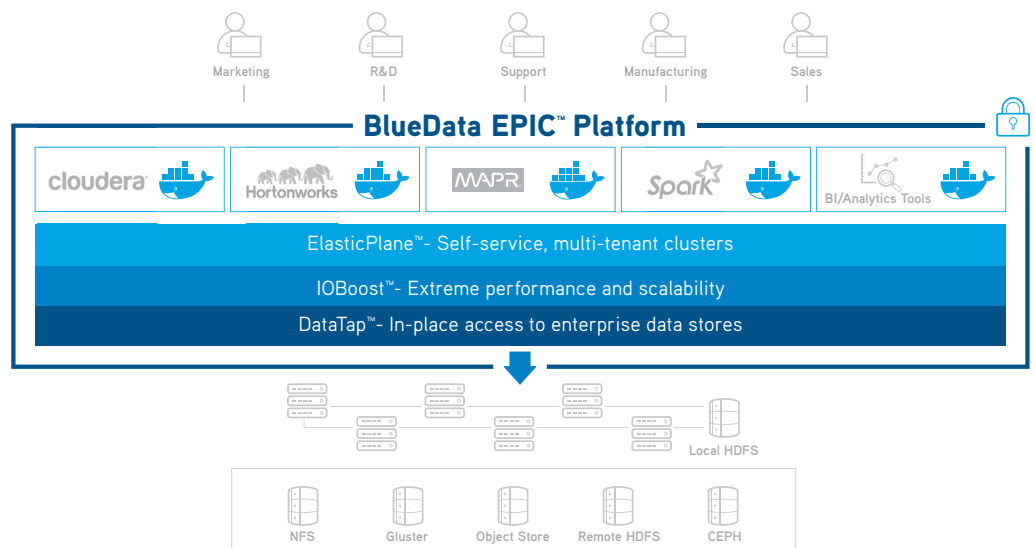 Marketing R&D Support Manufacturing Sales
BlueData EPIC™ Platform
cloudera Hortonworks MAPR Spark BI/Analytics Tools
ElasticPlane™- Self-service, multi-tenant clusters
IOBoost™- Extreme performance and scalability
DataTap™- In-place access to enterprise data stores
Local HDFS
NFS Gluster Object Store Remote HDFS CEPH